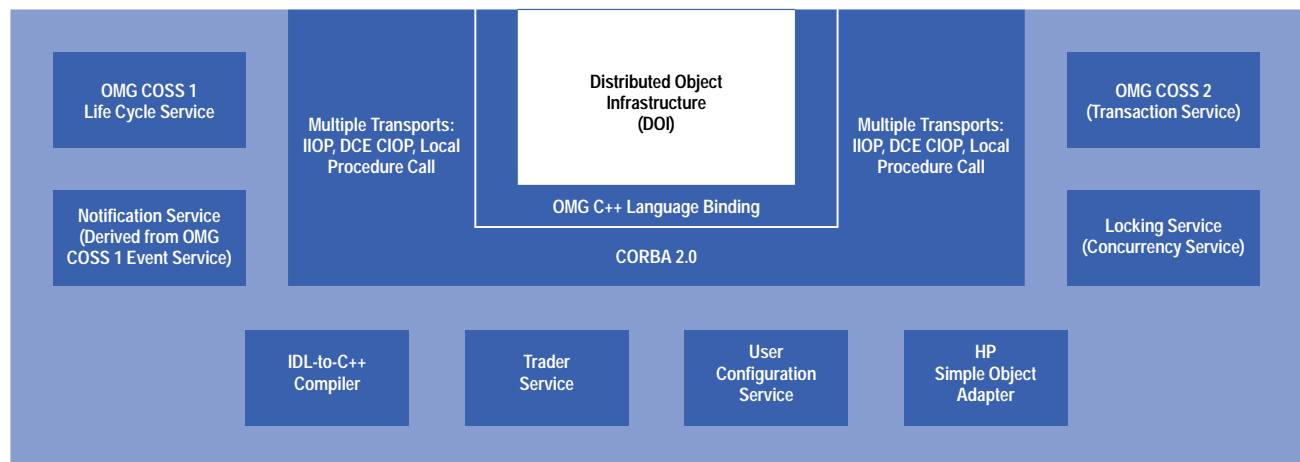 OMG COSS 1
Life Cycle Service
Multiple Transports:
IIOP, DCE CIOP, Local
Procedure Call
Distributed Object
Infrastructure
(DOI)
Multiple Transports:
IIOP, DCE CIOP, Local
Procedure Call
OMG COSS 2
(Transaction Service)
Notification Service
(Derived from OMG
COSS 1 Event Service)
OMG C++ Language Binding
CORBA 2.0
Locking Service
(Concurrency Service)
IDL-to-C++
Compiler
Trader
Service
User
Configuration
Service
HP
Simple Object
Adapter